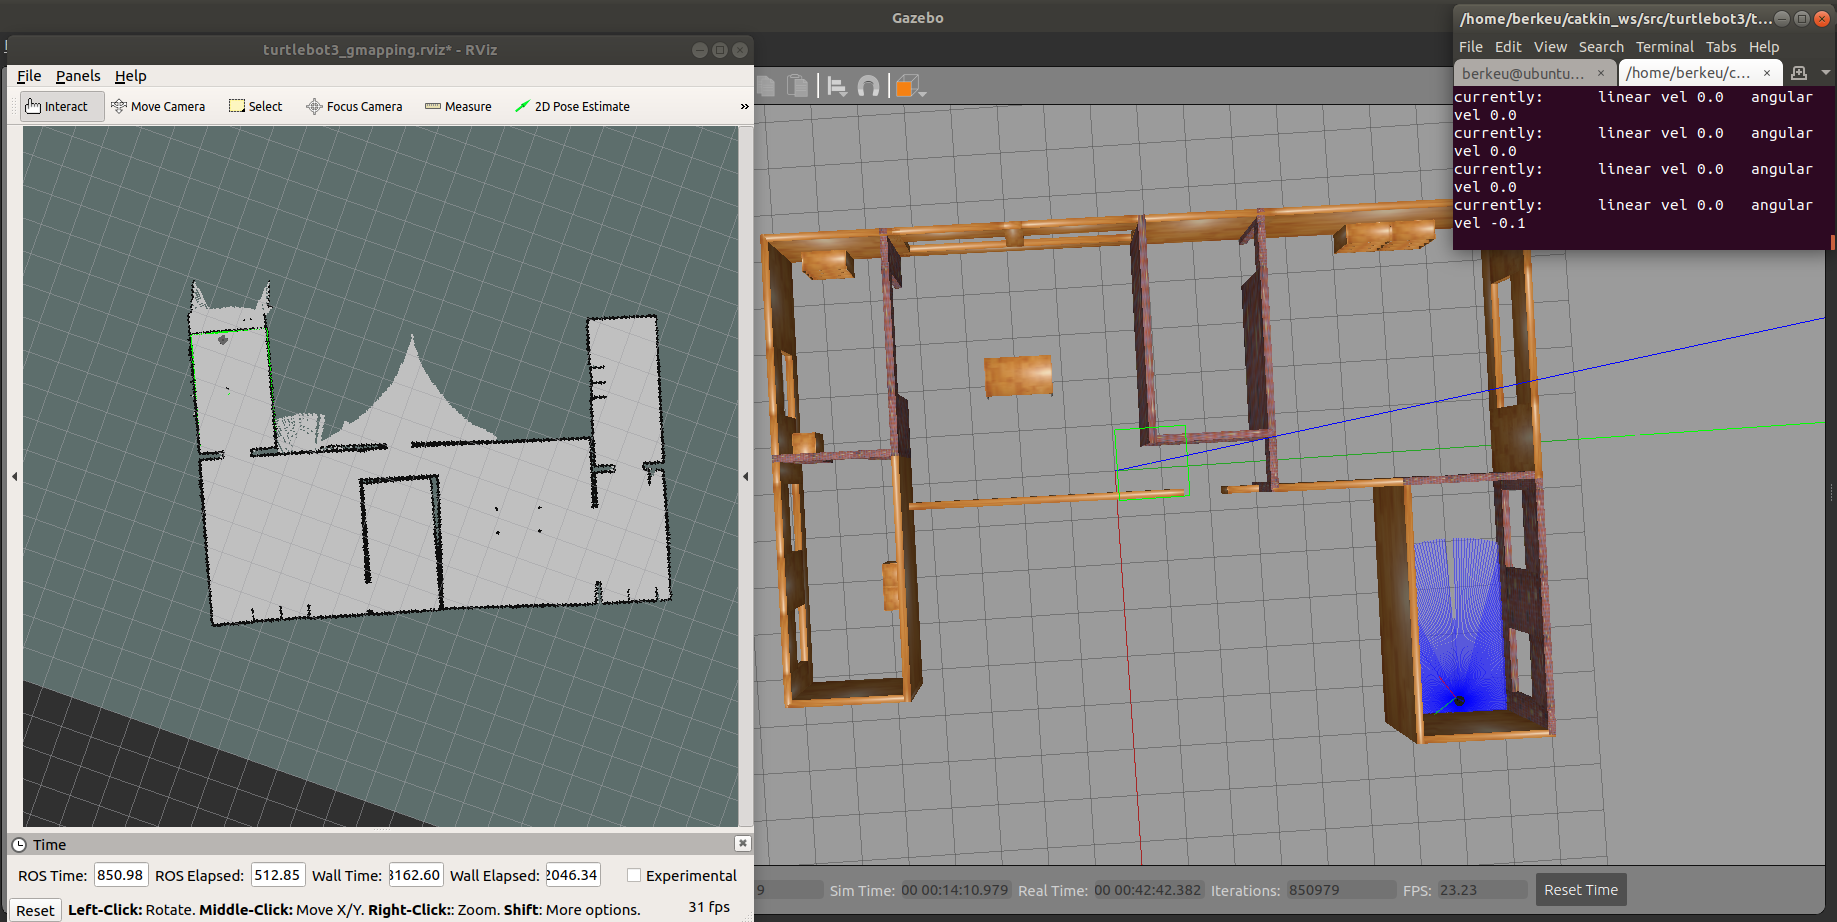 Gazebo
/home/berkeu/catkin_ws/src/turtlebot3/t...
File Edit View Search Terminal Tabs Help
berkeu@ubuntu... × /home/berkeu/c... ×
currently: linear vel 0.0 angular
vel 0.0
currently: linear vel 0.0 angular
vel 0.0
currently: linear vel 0.0 angular
vel 0.0
currently: linear vel 0.0 angular
vel -0.1
turtlebot3_gmapping.rviz* - RViz
File Panels Help
Interact Move Camera Select Focus Camera Measure 2D Pose Estimate »
Time
ROS Time: 850.98 ROS Elapsed: 512.85 Wall Time: 3162.60 Wall Elapsed: 2046.34 Experimental
Reset Left-Click: Rotate. Middle-Click: Move X/Y. Right-Click:: Zoom. Shift: More options. 31 fps
9 Sim Time: 00 00:14:10.979 Real Time: 00 00:42:42.382 Iterations: 850979 FPS: 23.23 Reset Time